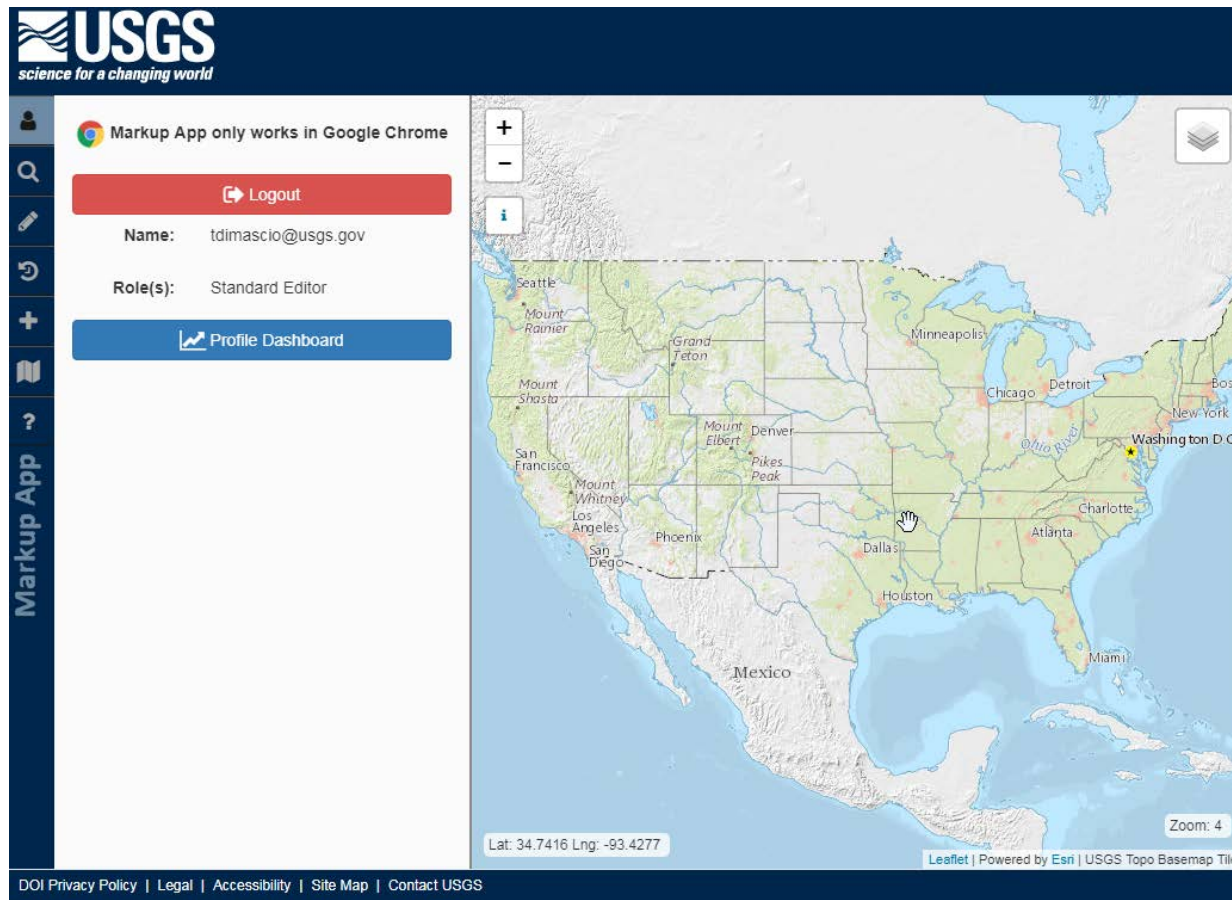 USGS
science for a changing world
Markup App only works in Google Chrome
Logout
Name: tdimascio@usgs.gov
Role(s): Standard Editor
Profile Dashboard
Markup App
+
−
i
?
Seattle
Mount
Rainier
Grand
Teton
Minneapolis
Mount
Shasta
Chicago
Detroit
Bos
New York
Mount
Elbert
Denver
Ohio River
Washington D C
San
Francisco
Pikes
Peak
Mount
Whitney
Los
Angeles
Phoenix
Charlotte
Atlanta
San
Diego
Dallas
Houston
Miami
Mexico
Zoom: 4
Lat: 34.7416 Lng: -93.4277
Leaflet | Powered by Esri | USGS Topo Basemap Tile
DOI Privacy Policy | Legal | Accessibility | Site Map | Contact USGS